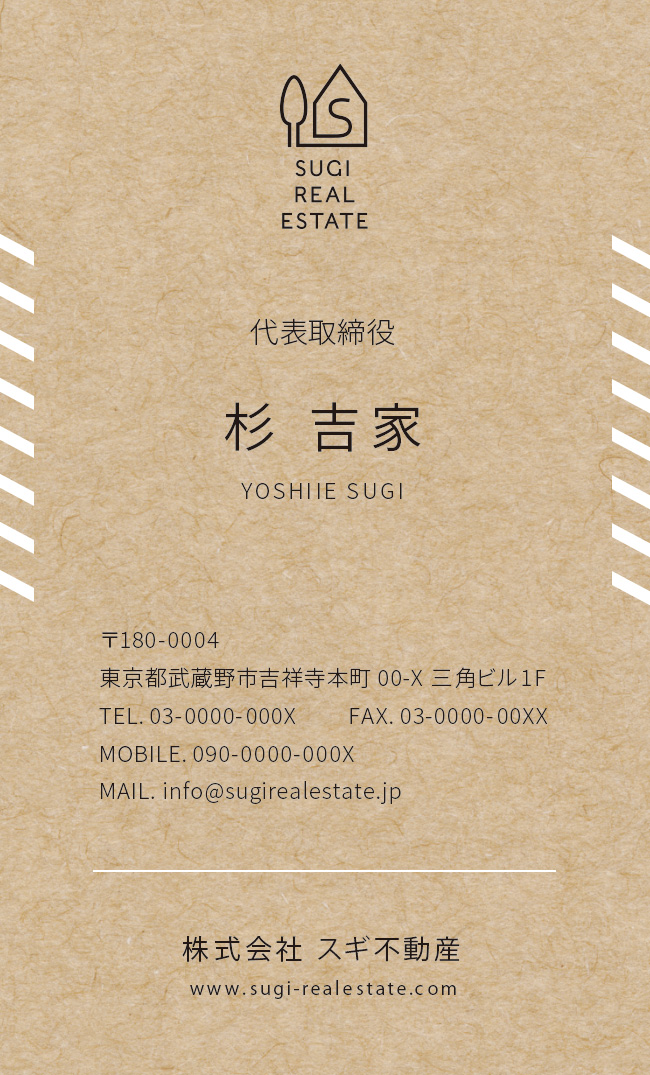 S
SUGI
REAL
ESTATE
代表取締役
杉 吉家
YOSHIIE SUGI
〒180-0004
東京都武蔵野市吉祥寺本町 00-X 三角ビル1F
TEL. 03-0000-000X FAX. 03-0000-00XX
MOBILE. 090-0000-000X
MAIL. info@sugirealestate.jp
株式会社 スギ不動産
www.sugi-realestate.com